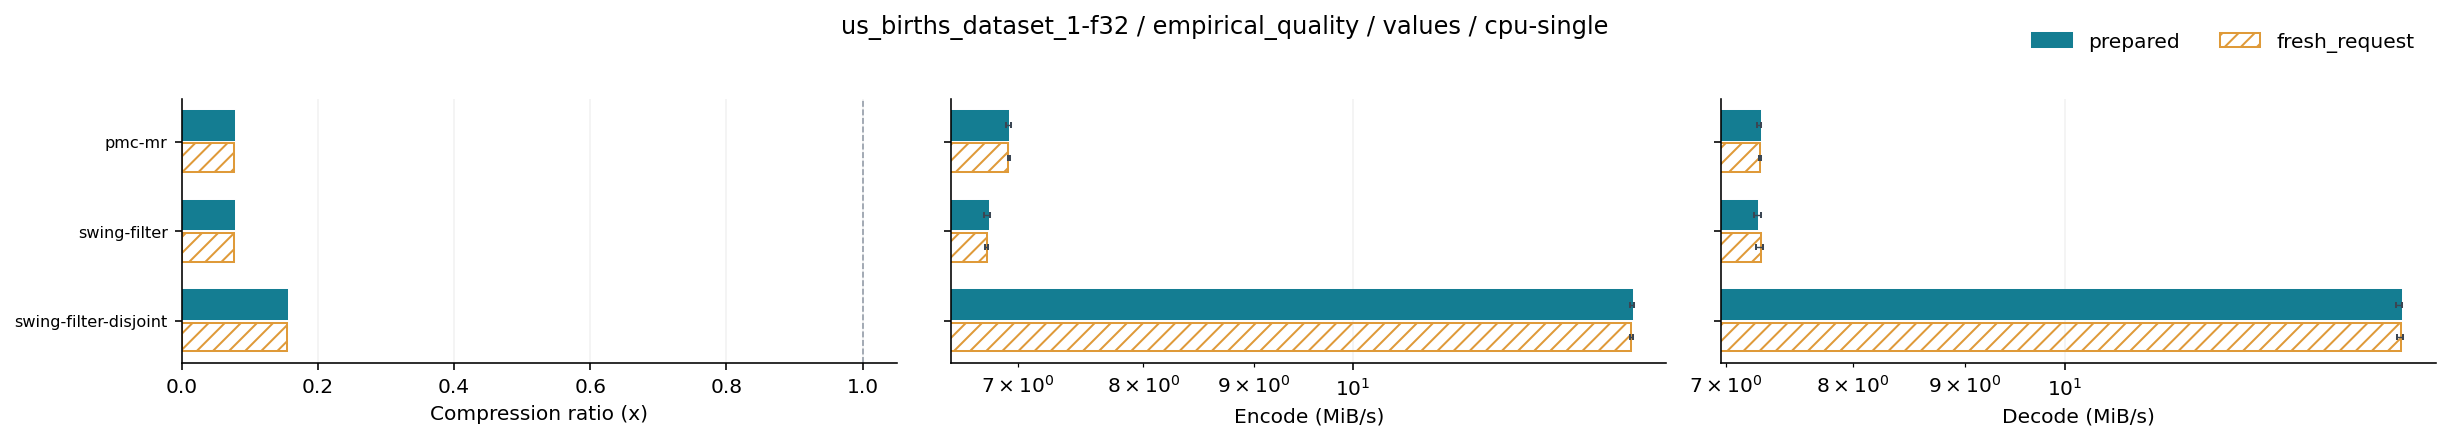 us_births_dataset_1-f32 / empirical_quality / values / cpu-single
prepared
fresh_request
pmc-mr
swing-filter
swing-filter-disjoint
0.0 0.2 0.4 0.6 0.8 1.0
Compression ratio (x)
7 × 10⁰ 8 × 10⁰ 9 × 10⁰ 10¹
Encode (MiB/s)
7 × 10⁰ 8 × 10⁰ 9 × 10⁰ 10¹
Decode (MiB/s)